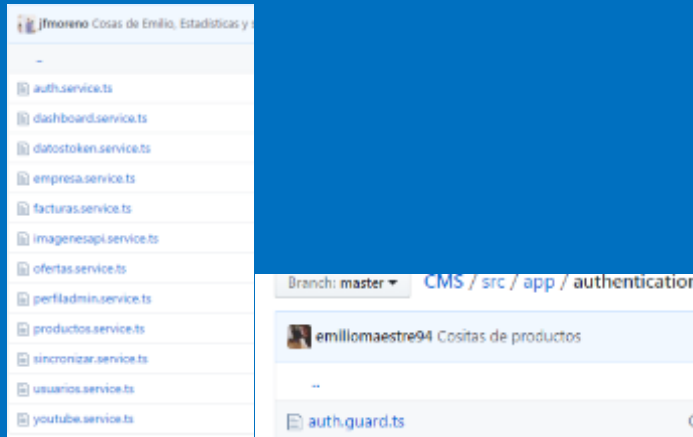 jfmoreno Cosas de Emilio, Estadísticas y
..
auth.service.ts
dashboard.service.ts
datostoken.service.ts
empresa.service.ts
facturas.service.ts
imagenesapi.service.ts
ofertas.service.ts
perfiladmin.service.ts
productos.service.ts
sincronizar.service.ts
usuarios.service.ts
youtube.service.ts
Branch: master CMS / src / app / authentication
emiliomaestre94 Cositas de productos
..
auth.guard.ts